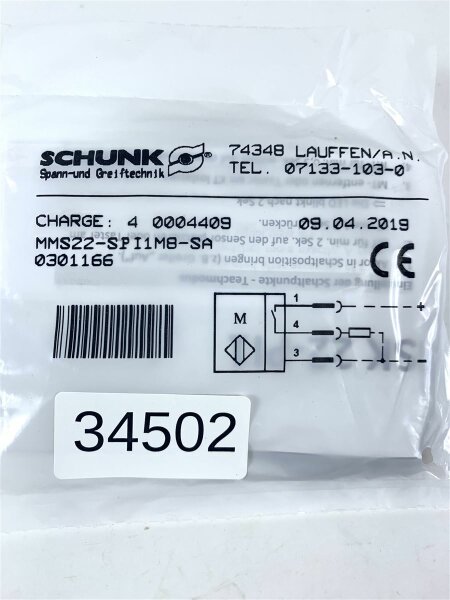 SCHUNK ®
Spann-und Greiftechnik
74348 LAUFFEN/A.N.
TEL. 07133-103-0
CHARGE: 4 0004409 09.04.2019
MMS22-SPI1M8-SA
0301166
CE
M
1
+
4
3
-
34502